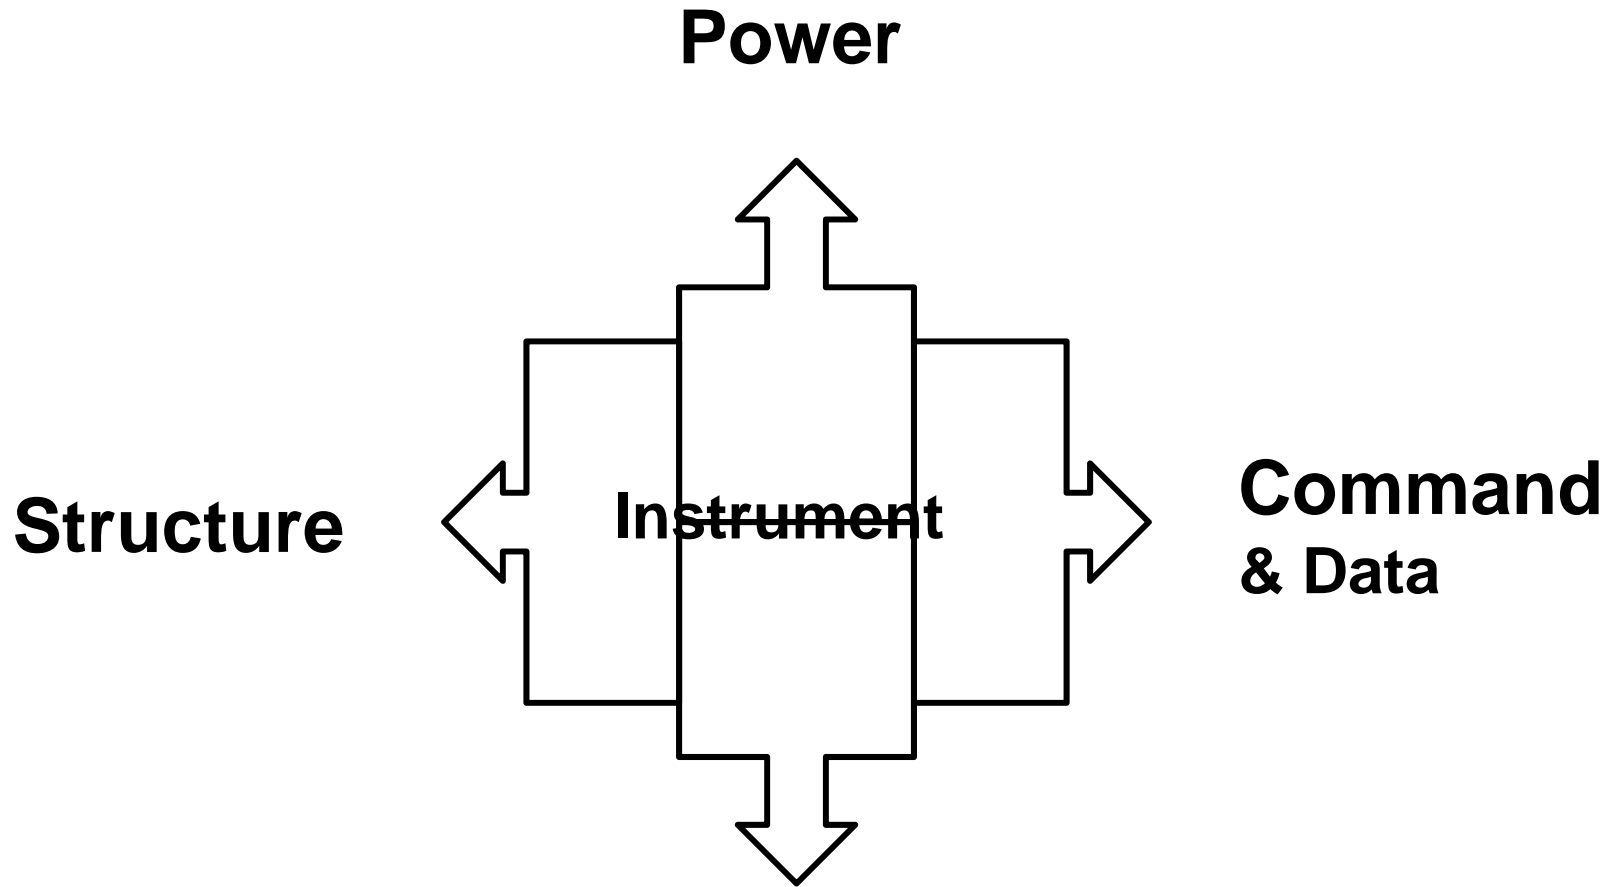 Power
Structure
Instrument
Command
& Data